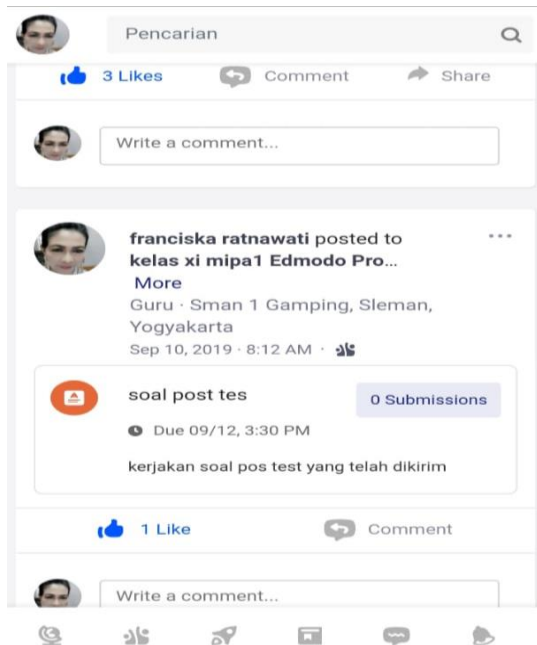 Pencarian
3 Likes Comment Share
Write a comment...
franciska ratnawati posted to
kelas xi mipa1 Edmodo Pro...
More
Guru · Sman 1 Gamping, Sleman,
Yogyakarta
Sep 10, 2019 · 8:12 AM ·
soal post tes 0 Submissions
Due 09/12, 3:30 PM
kerjakan soal pos test yang telah dikirim
1 Like Comment
Write a comment...